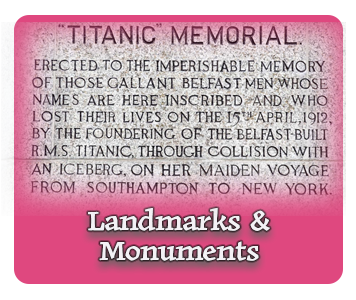 "TITANIC" MEMORIAL.
ERECTED TO THE IMPERISHABLE MEMORY
OF THOSE GALLANT BELFAST MEN WHOSE
NAMES ARE HERE INSCRIBED AND WHO
LOST THEIR LIVES ON THE 15TH APRIL, 1912,
BY THE FOUNDERING OF THE BELFAST-BUILT
R.M.S. TITANIC, THROUGH COLLISION WITH
AN ICEBERG, ON HER MAIDEN VOYAGE
FROM SOUTHAMPTON TO NEW YORK.
Landmarks &
Monuments